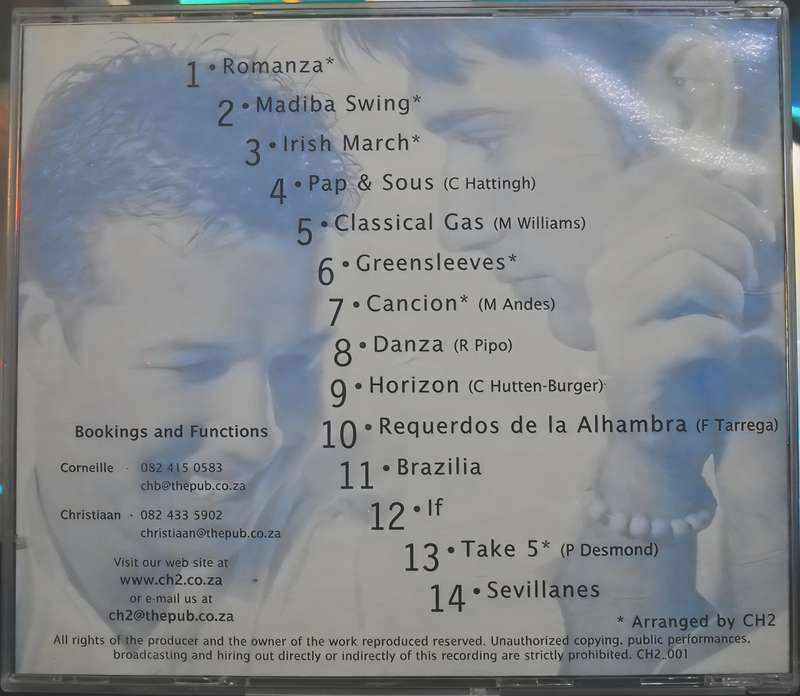 1 • Romanza*
2 • Madiba Swing*
3 • Irish March*
4 • Pap & Sous (C Hattingh)
5 • Classical Gas (M Williams)
6 • Greensleeves*
7 • Cancion* (M Andes)
8 • Danza (R Pipo)
9 • Horizon (C Hutten-Burger)
10 • Requerdos de la Alhambra (F Tarrega)
11 • Brazilia
12 • If
13 • Take 5* (P Desmond)
14 • Sevillanes
* Arranged by CH2
Bookings and Functions
Corneille · 082 415 0583
chb@thepub.co.za
Christiaan · 082 433 5902
christiaan@thepub.co.za
Visit our web site at
www.ch2.co.za
or e-mail us at
ch2@thepub.co.za
All rights of the producer and the owner of the work reproduced reserved. Unauthorized copying, public performances,
broadcasting and hiring out directly or indirectly of this recording are strictly prohibited. CH2_001